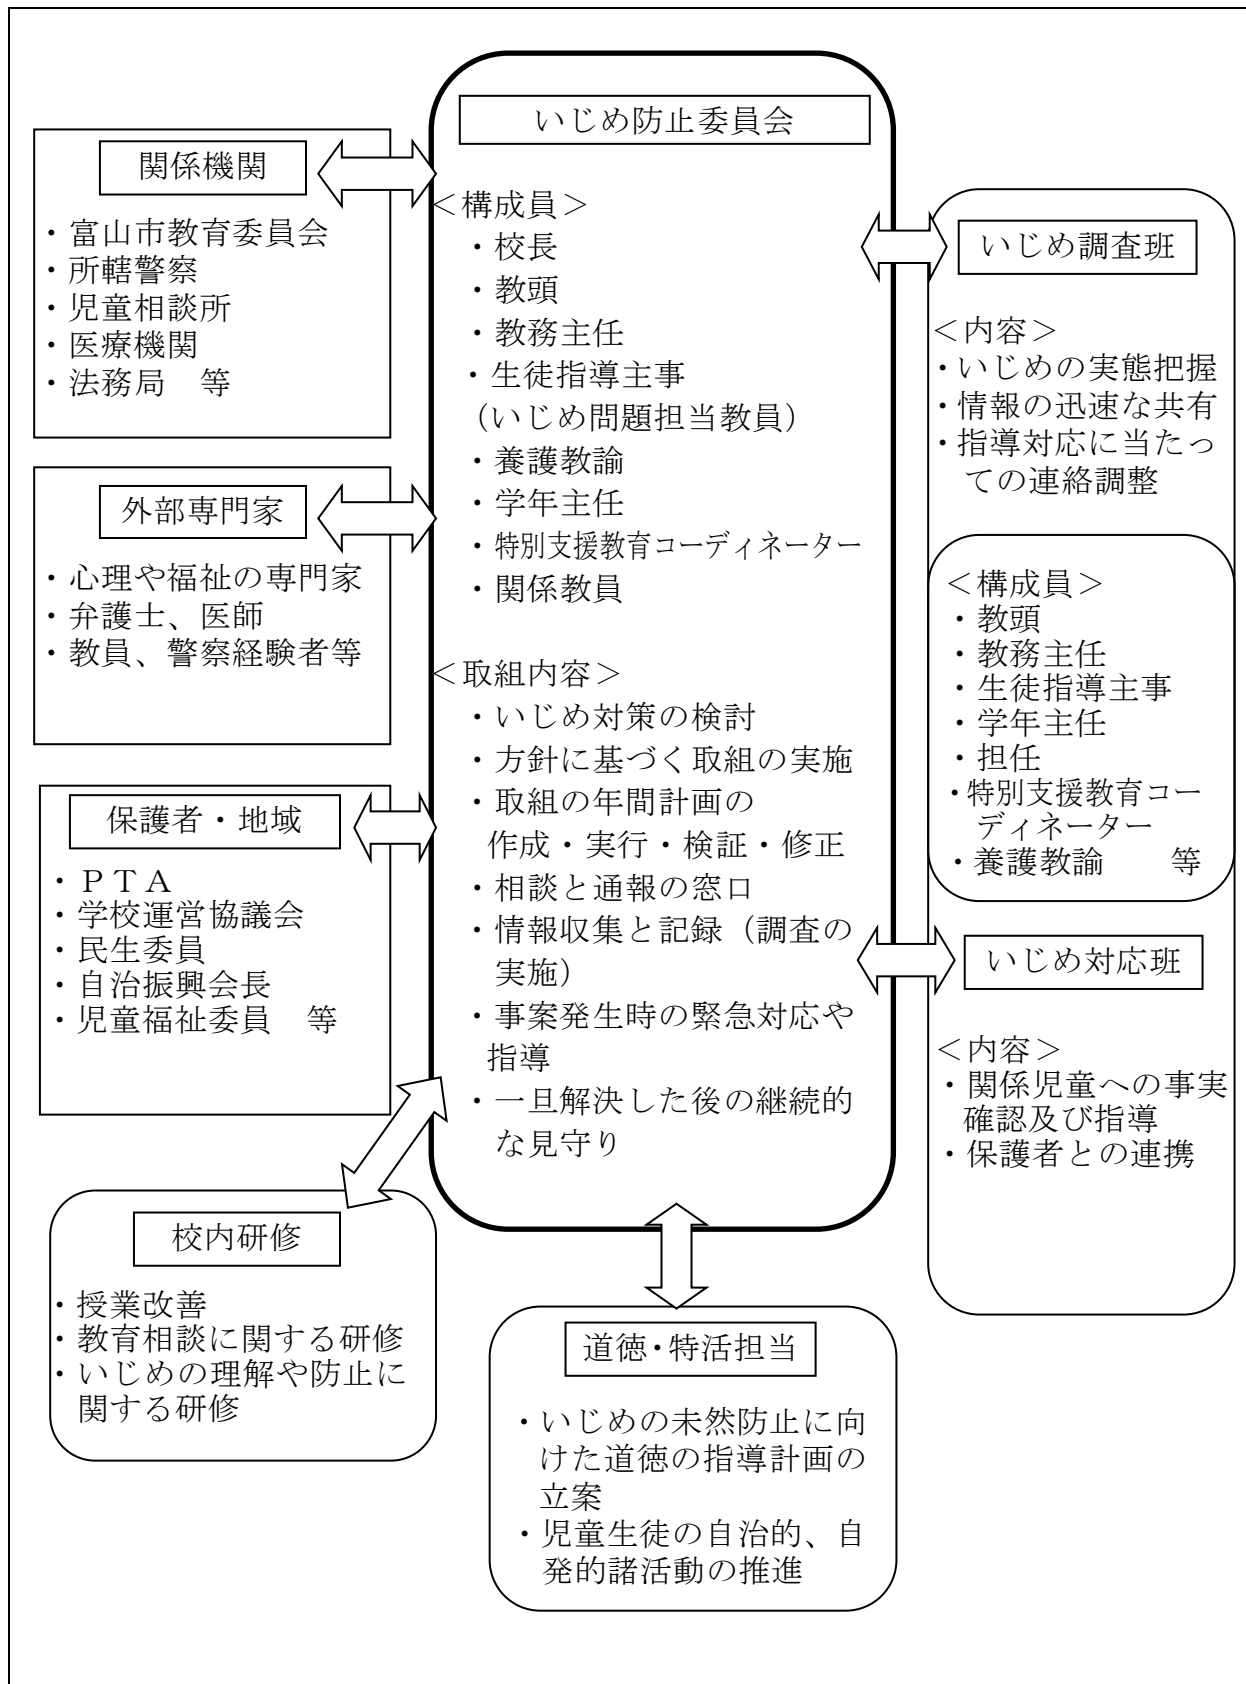 いじめ防止委員会
＜構成員＞
・校長
・教頭
・教務主任
・生徒指導主事
（いじめ問題担当教員）
・養護教諭
・学年主任
・特別支援教育コーディネーター
・関係教員
＜取組内容＞
・いじめ対策の検討
・方針に基づく取組の実施
・取組の年間計画の
作成・実行・検証・修正
・相談と通報の窓口
・情報収集と記録（調査の
実施）
・事案発生時の緊急対応や
指導
・一旦解決した後の継続的
な見守り
関係機関
・富山市教育委員会
・所轄警察
・児童相談所
・医療機関
・法務局　等
外部専門家
・心理や福祉の専門家
・弁護士、医師
・教員、警察経験者等
保護者・地域
・ＰＴＡ
・学校運営協議会
・民生委員
・自治振興会長
・児童福祉委員　等
校内研修
・授業改善
・教育相談に関する研修
・いじめの理解や防止に
関する研修
道徳・特活担当
・いじめの未然防止に向
けた道徳の指導計画の
立案
・児童生徒の自治的、自
発的諸活動の推進
いじめ調査班
＜内容＞
・いじめの実態把握
・情報の迅速な共有
・指導対応に当たっ
ての連絡調整
＜構成員＞
・教頭
・教務主任
・生徒指導主事
・学年主任
・担任
・特別支援教育コー
ディネーター
・養護教諭　　等
いじめ対応班
＜内容＞
・関係児童への事実
確認及び指導
・保護者との連携